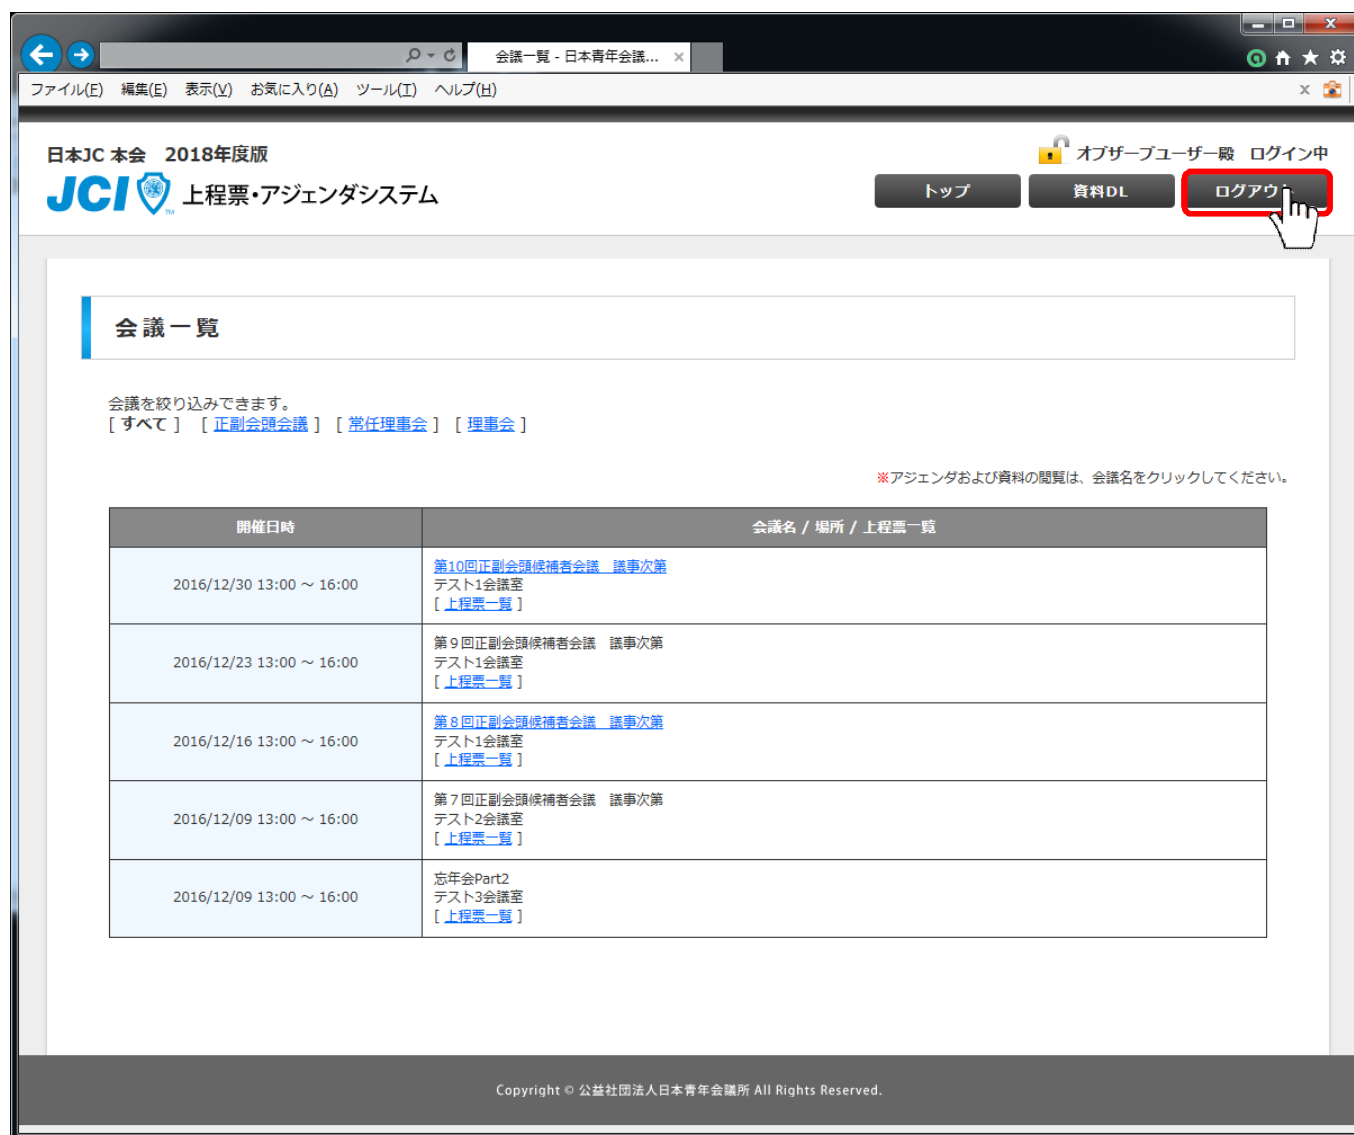 会議一覧 - 日本青年会議...
ファイル(F) 編集(E) 表示(V) お気に入り(A) ツール(T) ヘルプ(H)
日本JC 本会 2018年度版
オブザーブユーザー殿 ログイン中
JCI 上程票・アジェンダシステム
TM
トップ 資料DL ログアウト
会議一覧
会議を絞り込みできます。
[ すべて ] [ 正副会頭会議 ] [ 常任理事会 ] [ 理事会 ]
※アジェンダおよび資料の閲覧は、会議名をクリックしてください。
開催日時 会議名 / 場所 / 上程票一覧
2016/12/30 13:00 ～ 16:00
第10回正副会頭候補者会議　議事次第
テスト1会議室
[ 上程票一覧 ]
2016/12/23 13:00 ～ 16:00
第９回正副会頭候補者会議　議事次第
テスト1会議室
[ 上程票一覧 ]
2016/12/16 13:00 ～ 16:00
第８回正副会頭候補者会議　議事次第
テスト1会議室
[ 上程票一覧 ]
2016/12/09 13:00 ～ 16:00
第７回正副会頭候補者会議　議事次第
テスト2会議室
[ 上程票一覧 ]
2016/12/09 13:00 ～ 16:00
忘年会Part2
テスト3会議室
[ 上程票一覧 ]
Copyright © 公益社団法人日本青年会議所 All Rights Reserved.